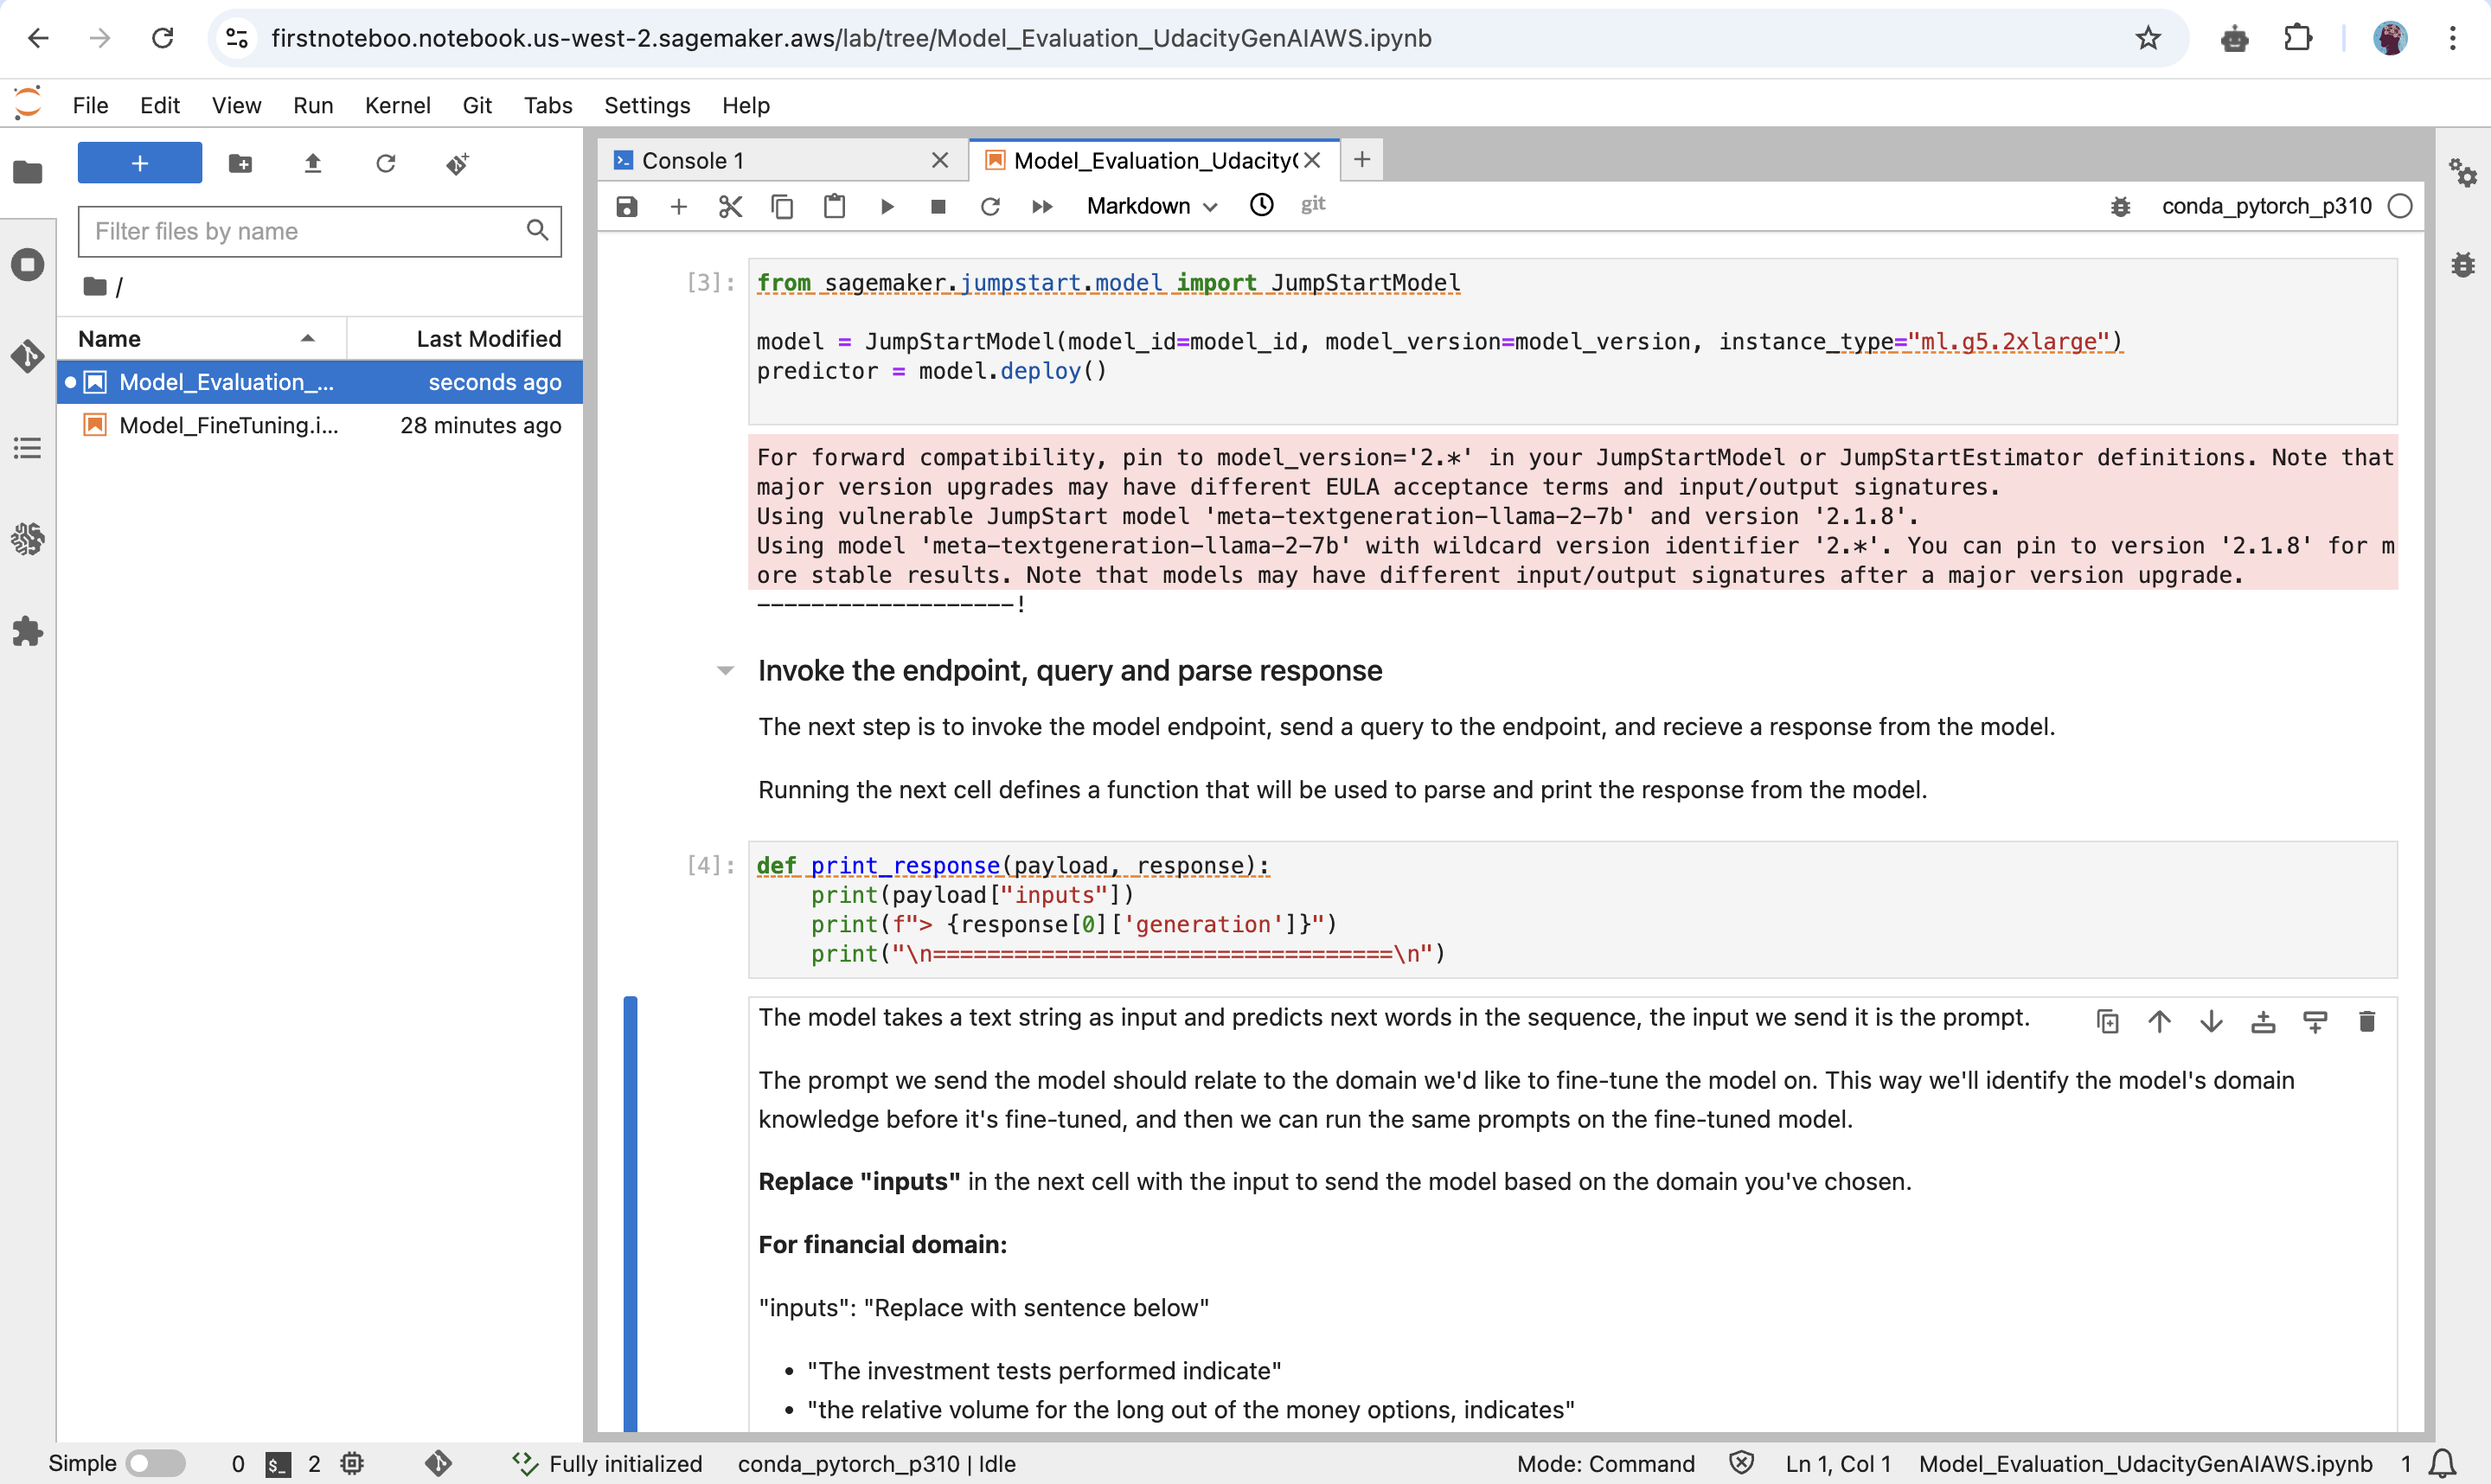 firstnoteboo.notebook.us-west-2.sagemaker.aws/lab/tree/Model_Evaluation_UdacityGenAIAWS.ipynb
File Edit View Run Kernel Git Tabs Settings Help
+
Filter files by name
/
Name Last Modified
Model_Evaluation_... seconds ago
Model_FineTuning.i... 28 minutes ago
Console 1
Model_Evaluation_Udacity(
Markdown
git
conda_pytorch_p310
[3]:
from sagemaker.jumpstart.model import JumpStartModel
model = JumpStartModel(model_id=model_id, model_version=model_version, instance_type="ml.g5.2xlarge")
predictor = model.deploy()
For forward compatibility, pin to model_version='2.*' in your JumpStartModel or JumpStartEstimator definitions. Note that
major version upgrades may have different EULA acceptance terms and input/output signatures.
Using vulnerable JumpStart model 'meta-textgeneration-llama-2-7b' and version '2.1.8'.
Using model 'meta-textgeneration-llama-2-7b' with wildcard version identifier '2.*'. You can pin to version '2.1.8' for m
ore stable results. Note that models may have different input/output signatures after a major version upgrade.
-------------------!
Invoke the endpoint, query and parse response
The next step is to invoke the model endpoint, send a query to the endpoint, and recieve a response from the model.
Running the next cell defines a function that will be used to parse and print the response from the model.
[4]:
def print_response(payload, response):
    print(payload["inputs"])
    print(f"> {response[0]['generation']}")
    print("\n==================================\n")
The model takes a text string as input and predicts next words in the sequence, the input we send it is the prompt.
The prompt we send the model should relate to the domain we'd like to fine-tune the model on. This way we'll identify the model's domain
knowledge before it's fine-tuned, and then we can run the same prompts on the fine-tuned model.
Replace "inputs" in the next cell with the input to send the model based on the domain you've chosen.
For financial domain:
"inputs": "Replace with sentence below"
• "The investment tests performed indicate"
• "the relative volume for the long out of the money options, indicates"
Simple 0 $_ 2 Fully initialized conda_pytorch_p310 | Idle Mode: Command Ln 1, Col 1 Model_Evaluation_UdacityGenAIAWS.ipynb 1